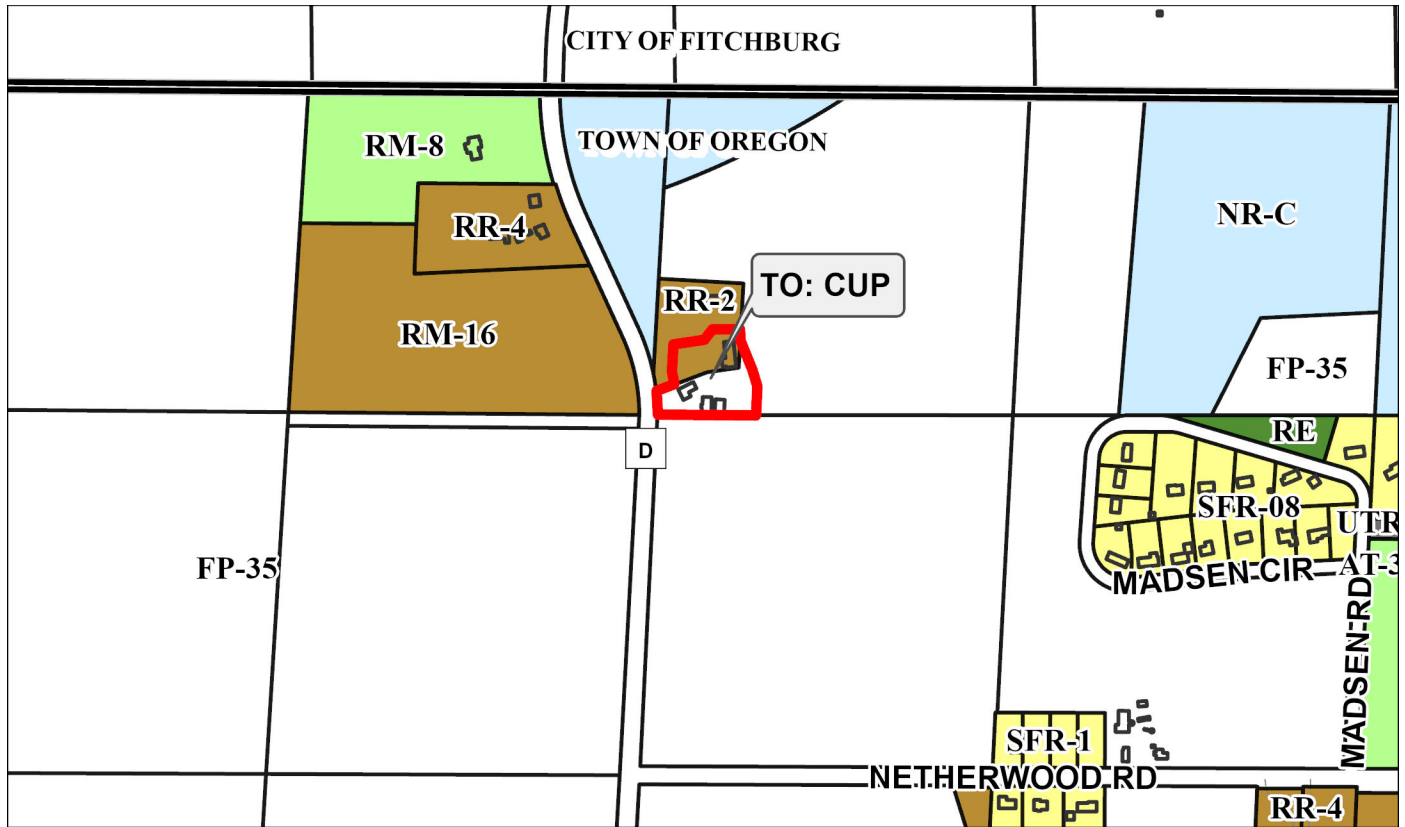 CITY OF FITCHBURG
TOWN OF OREGON
RM-8
RR-4
NR-C
TO: CUP
RR-2
RM-16
FP-35
RE
D
SFR-08
UTR
AT-3
FP-35
MADSEN CIR
MADSEN RD
SFR-1
NETHERWOOD RD
RR-4